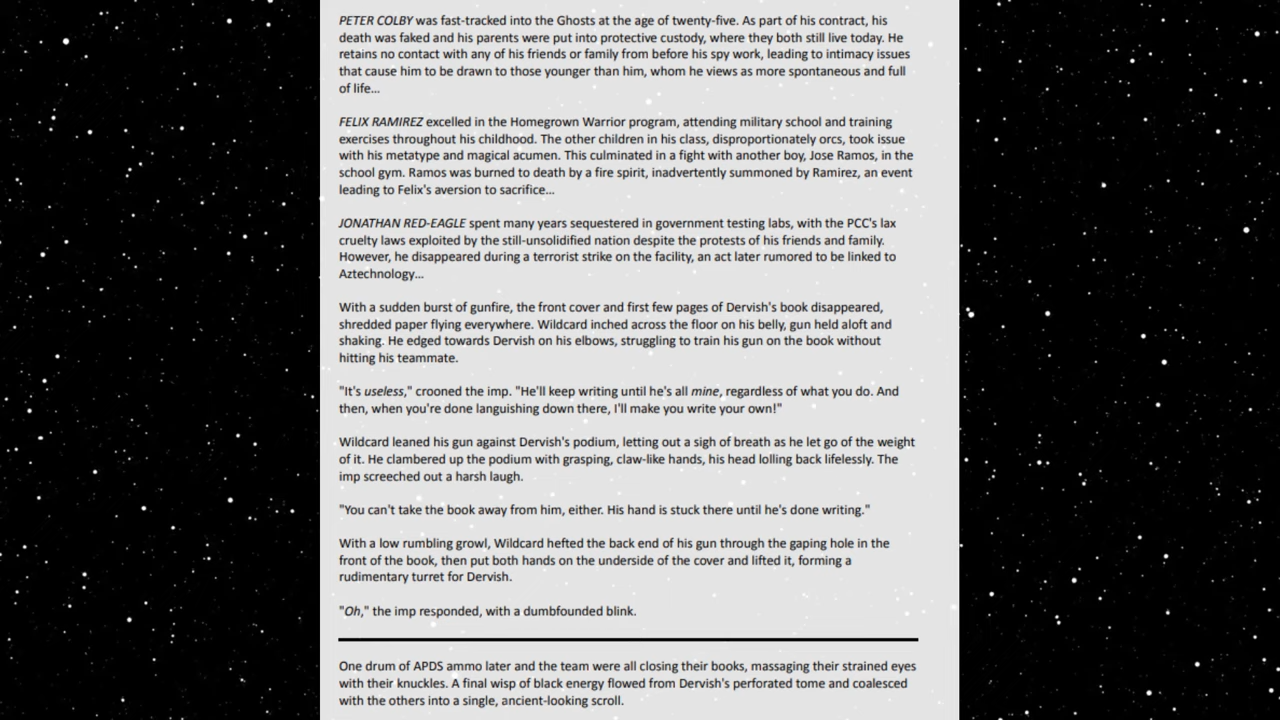 PETER COLBY was fast-tracked into the Ghosts at the age of twenty-five. As part of his contract, his
death was faked and his parents were put into protective custody, where they both still live today. He
retains no contact with any of his friends or family from before his spy work, leading to intimacy issues
that cause him to be drawn to those younger than him, whom he views as more spontaneous and full
of life...
FELIX RAMIREZ excelled in the Homegrown Warrior program, attending military school and training
exercises throughout his childhood. The other children in his class, disproportionately orcs, took issue
with his metatype and magical acumen. This culminated in a fight with another boy, Jose Ramos, in the
school gym. Ramos was burned to death by a fire spirit, inadvertently summoned by Ramirez, an event
leading to Felix's aversion to sacrifice...
JONATHAN RED-EAGLE spent many years sequestered in government testing labs, with the PCC's lax
cruelty laws exploited by the still-unsolidified nation despite the protests of his friends and family.
However, he disappeared during a terrorist strike on the facility, an act later rumored to be linked to
Aztechnology...
With a sudden burst of gunfire, the front cover and first few pages of Dervish's book disappeared,
shredded paper flying everywhere. Wildcard inched across the floor on his belly, gun held aloft and
shaking. He edged towards Dervish on his elbows, struggling to train his gun on the book without
hitting his teammate.
"It's useless," crooned the imp. "He'll keep writing until he's all mine, regardless of what you do. And
then, when you're done languishing down there, I'll make you write your own!"
Wildcard leaned his gun against Dervish's podium, letting out a sigh of breath as he let go of the weight
of it. He clambered up the podium with grasping, claw-like hands, his head lolling back lifelessly. The
imp screeched out a harsh laugh.
"You can't take the book away from him, either. His hand is stuck there until he's done writing."
With a low rumbling growl, Wildcard hefted the back end of his gun through the gaping hole in the
front of the book, then put both hands on the underside of the cover and lifted it, forming a
rudimentary turret for Dervish.
"Oh," the imp responded, with a dumbfounded blink.
One drum of APDS ammo later and the team were all closing their books, massaging their strained eyes
with their knuckles. A final wisp of black energy flowed from Dervish's perforated tome and coalesced
with the others into a single, ancient-looking scroll.